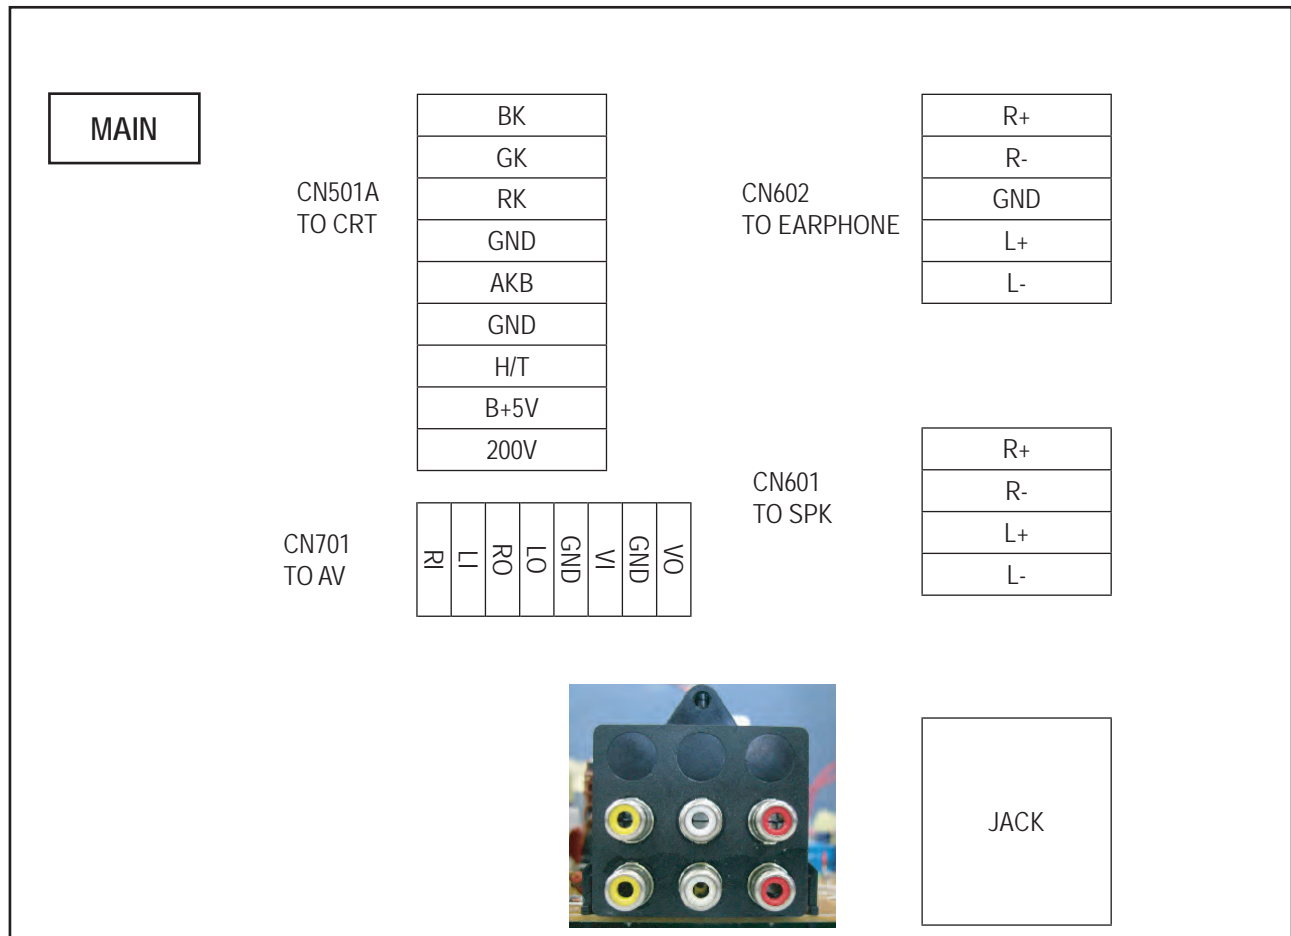 MAIN
CN501A
TO CRT
BK
GK
RK
GND
AKB
GND
H/T
B+5V
200V
CN602
TO EARPHONE
R+
R-
GND
L+
L-
CN701
TO AV
RI
LI
RO
LO
GND
VI
GND
VO
CN601
TO SPK
R+
R-
L+
L-
JACK